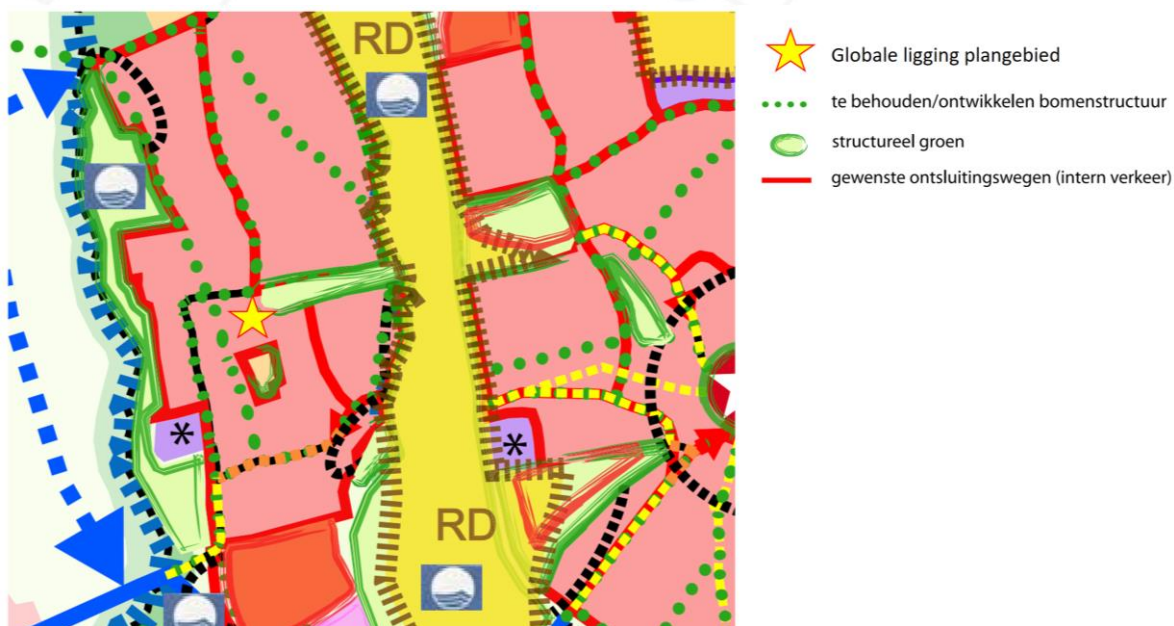 RD
Globale ligging plangebied
te behouden/ontwikkelen bomenstructuur
structureel groen
gewenste ontsluitingswegen (intern verkeer)
*
*
RD